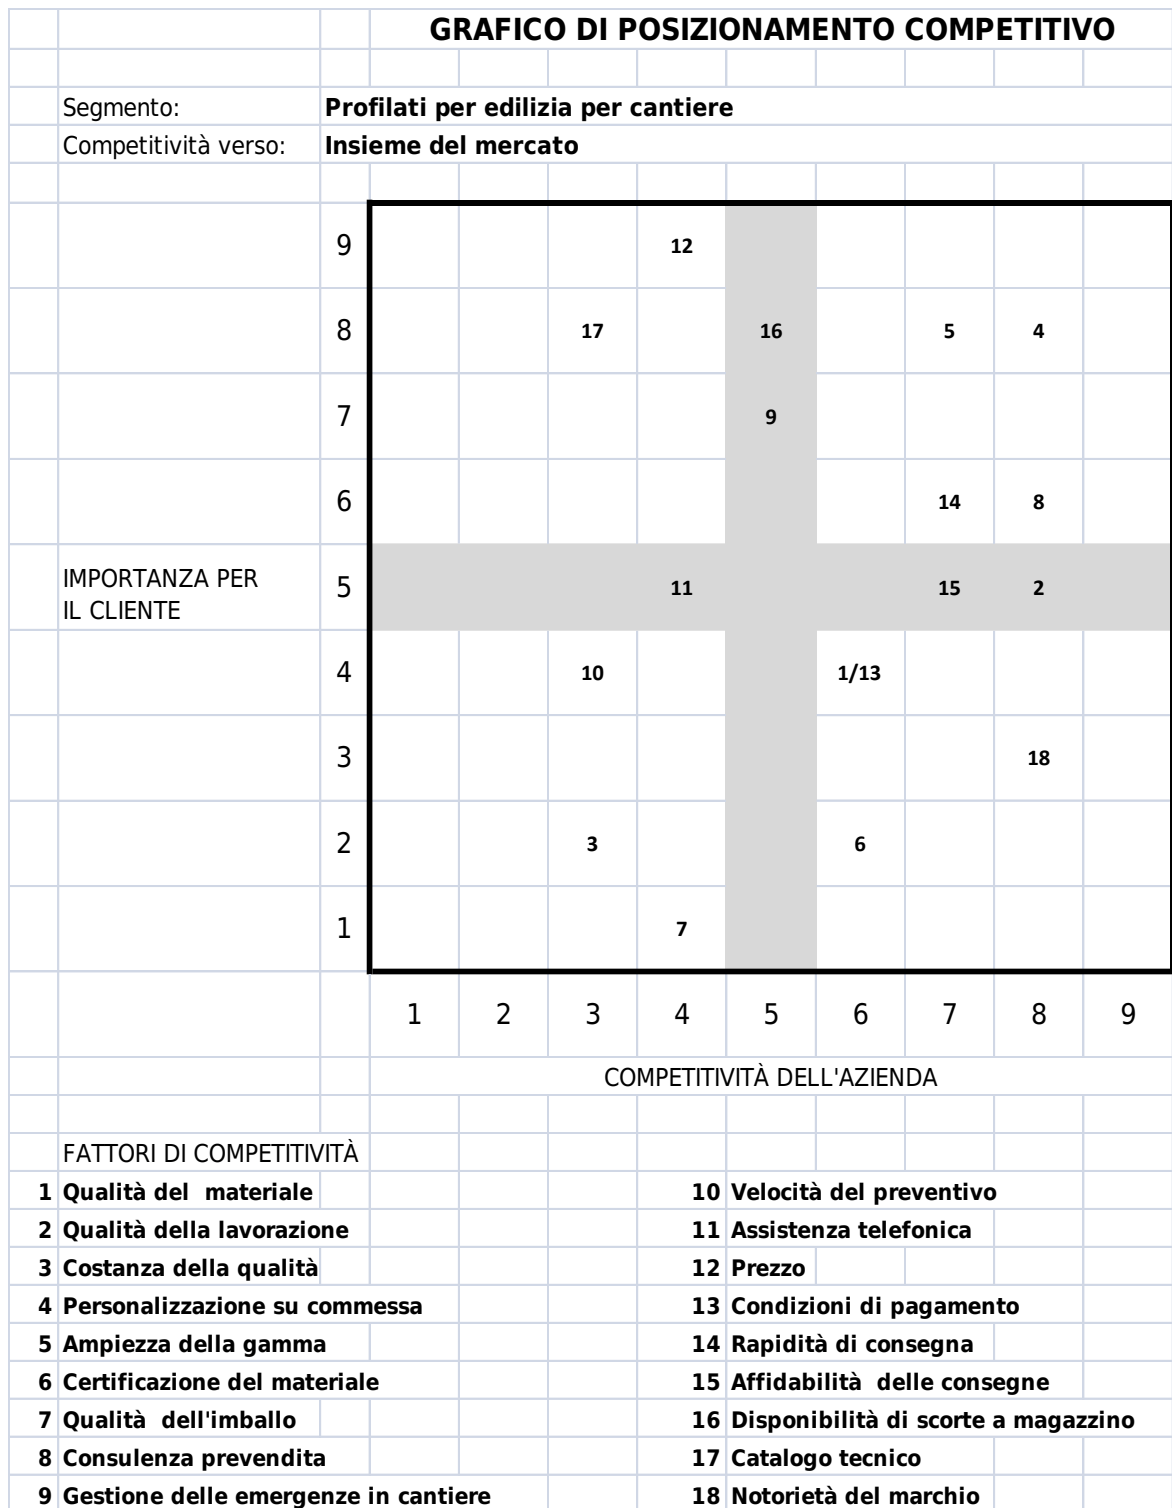 GRAFICO DI POSIZIONAMENTO COMPETITIVO
Segmento: Profilati per edilizia per cantiere
Competitività verso: Insieme del mercato
9 12
8 17 16 5 4
7 9
6 14 8
IMPORTANZA PER
IL CLIENTE
5 11 15 2
4 10 1/13
3 18
2 3 6
1 7
1 2 3 4 5 6 7 8 9
COMPETITIVITÀ DELL'AZIENDA
FATTORI DI COMPETITIVITÀ
1 Qualità del materiale 10 Velocità del preventivo
2 Qualità della lavorazione 11 Assistenza telefonica
3 Costanza della qualità 12 Prezzo
4 Personalizzazione su commessa 13 Condizioni di pagamento
5 Ampiezza della gamma 14 Rapidità di consegna
6 Certificazione del materiale 15 Affidabilità delle consegne
7 Qualità dell'imballo 16 Disponibilità di scorte a magazzino
8 Consulenza prevendita 17 Catalogo tecnico
9 Gestione delle emergenze in cantiere 18 Notorietà del marchio